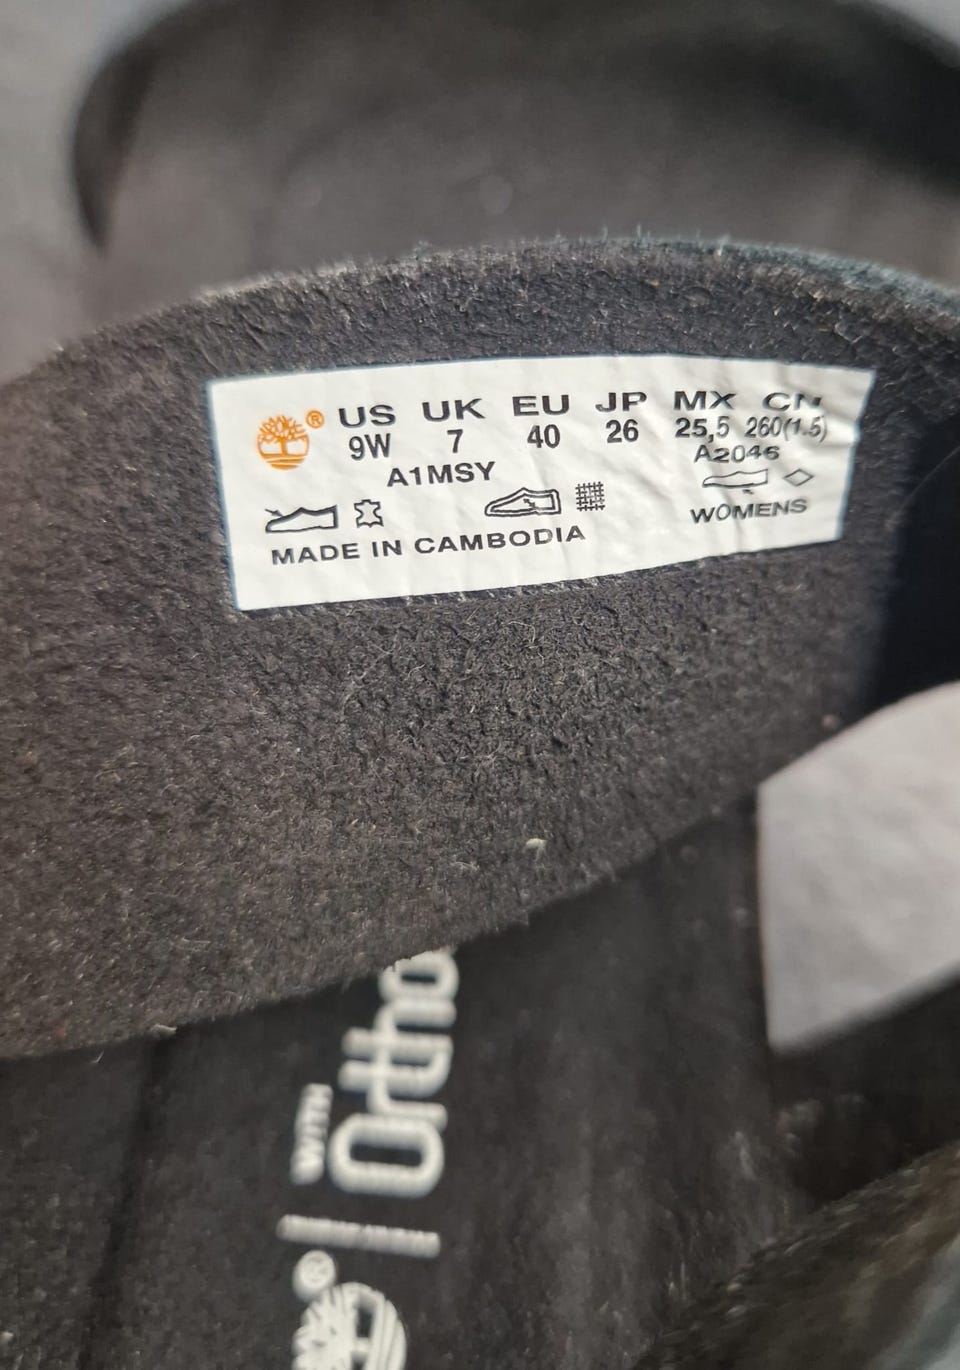 ® US UK EU JP MX CN
9W 7 40 26 25,5 260(1.5)
A1MSY A2046
MADE IN CAMBODIA WOMENS
WITH
Ortho
®